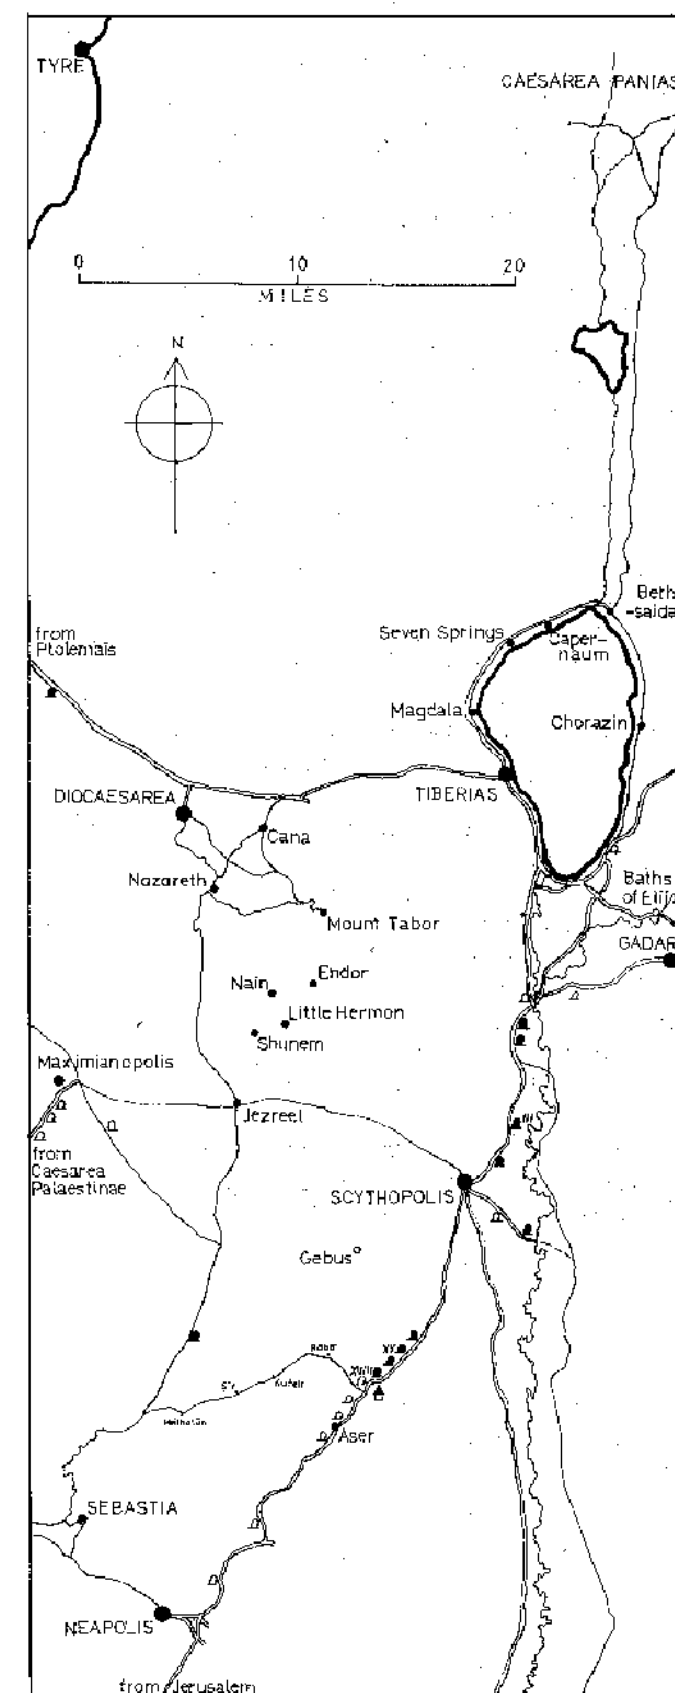 TYRE
CAESAREA PANIAS
0 10 20
MILES
N
from
Ptolemais
Seven Springs
Beth
-saida
Caper-
naum
Magdala
Chorazin
DIOCAESAREA
TIBERIAS
Cana
Nazareth
Baths
of Elija
Mount Tabor
GADAR
Endor
Nain
Little Hermon
Shunem
Maximianopolis
Jezreel
from
Caesarea
Palaestinae
SCYTHOPOLIS
Gebus
Aser
SEBASTIA
NEAPOLIS
from Jerusalem